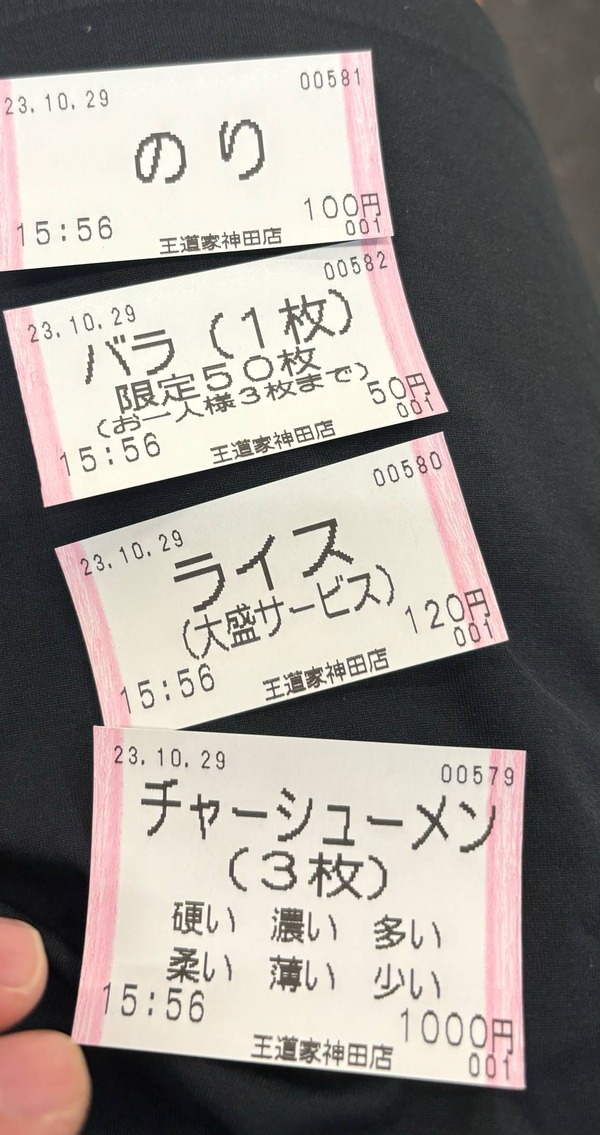 23.10.29 00581
のり
15:56 100円
王道家神田店 001
00582
23.10.29
バラ（1枚）
限定50枚
（お一人様3枚まで） 50円
15:56 王道家神田店 001
00580
23.10.29
ライス
（大盛サービス） 120円
15:56 王道家神田店 001
23.10.29 00579
チャーシューメン
（3枚）
硬い 濃い 多い
柔い 薄い 少い
15:56 1000円
王道家神田店 001